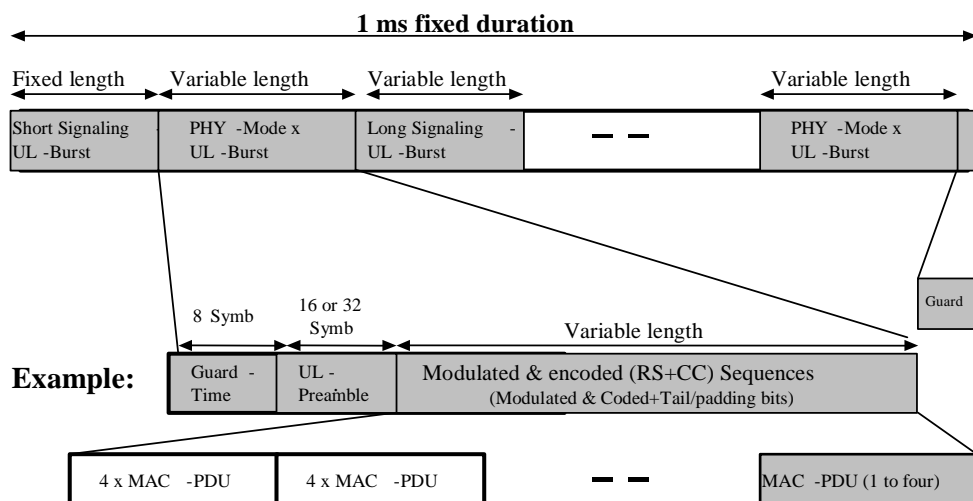 1 ms fixed duration
Fixed length
Variable length
Variable length
Variable length
Short Signaling -
UL -Burst
PHY -Mode x
UL -Burst
Long Signaling -
UL -Burst
PHY -Mode x
UL -Burst
Guard
8 Symb
16 or 32
Symb
Variable length
Example:
Guard -
Time
UL -
Preamble
Modulated & encoded (RS+CC) Sequences
(Modulated & Coded+Tail/padding bits)
4 x MAC -PDU
4 x MAC -PDU
MAC -PDU (1 to four)